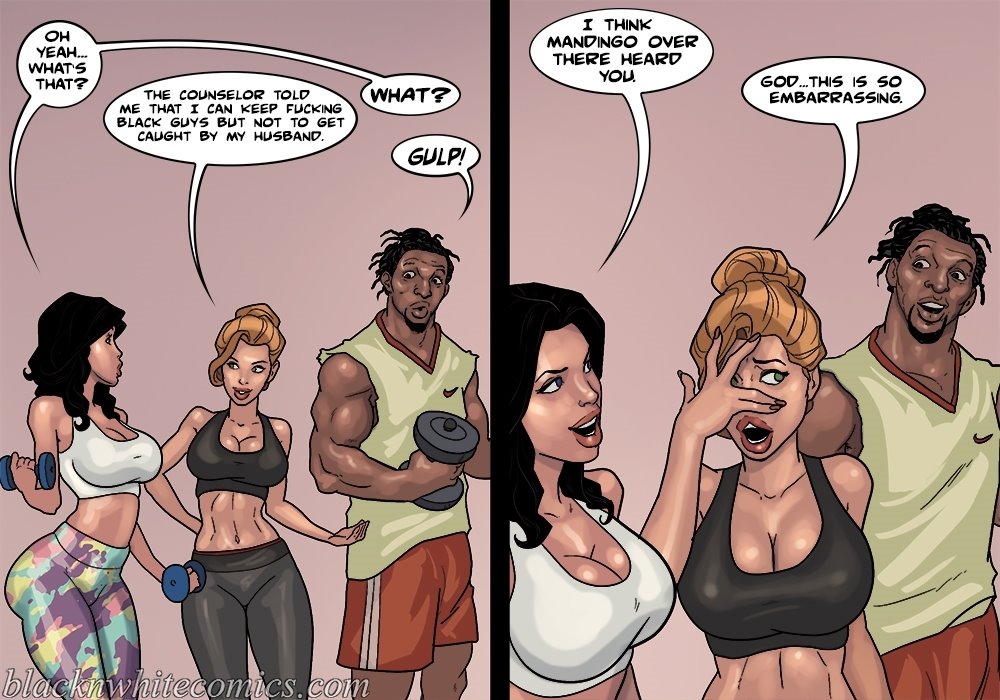 OH
YEAH...
WHAT'S
THAT?
THE COUNSELOR TOLD
ME THAT I CAN KEEP FUCKING
BLACK GUYS BUT NOT TO GET
CAUGHT BY MY HUSBAND.
WHAT?
GULP!
I THINK
MANDINGO OVER
THERE HEARD
YOU.
GOD...THIS IS SO
EMBARRASSING.
blacknwhitecomics.com